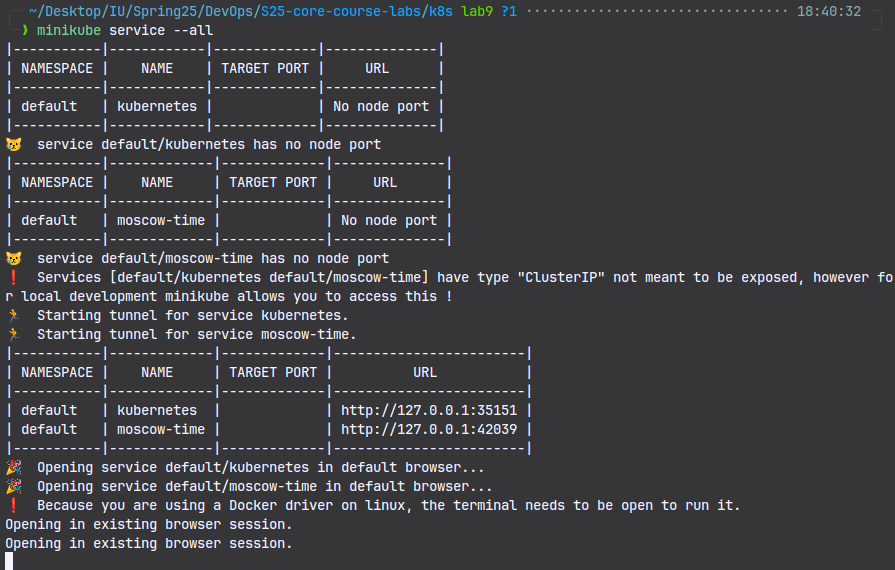 ~/Desktop/IU/Spring25/DevOps/S25-core-course-labs/k8s lab9 ?1 ································· 18:40:32
❯ minikube service --all
|-----------|------------|-------------|--------------|
| NAMESPACE |    NAME    | TARGET PORT |     URL      |
|-----------|------------|-------------|--------------|
| default   | kubernetes |             | No node port |
|-----------|------------|-------------|--------------|
😿  service default/kubernetes has no node port
|-----------|-------------|-------------|--------------|
| NAMESPACE |    NAME     | TARGET PORT |     URL      |
|-----------|-------------|-------------|--------------|
| default   | moscow-time |             | No node port |
|-----------|-------------|-------------|--------------|
😿  service default/moscow-time has no node port
❗  Services [default/kubernetes default/moscow-time] have type "ClusterIP" not meant to be exposed, however fo
r local development minikube allows you to access this !
🏃  Starting tunnel for service kubernetes.
🏃  Starting tunnel for service moscow-time.
|-----------|-------------|-------------|------------------------|
| NAMESPACE |    NAME     | TARGET PORT |          URL           |
|-----------|-------------|-------------|------------------------|
| default   | kubernetes  |             | http://127.0.0.1:35151 |
| default   | moscow-time |             | http://127.0.0.1:42039 |
|-----------|-------------|-------------|------------------------|
🎉  Opening service default/kubernetes in default browser...
🎉  Opening service default/moscow-time in default browser...
❗  Because you are using a Docker driver on linux, the terminal needs to be open to run it.
Opening in existing browser session.
Opening in existing browser session.